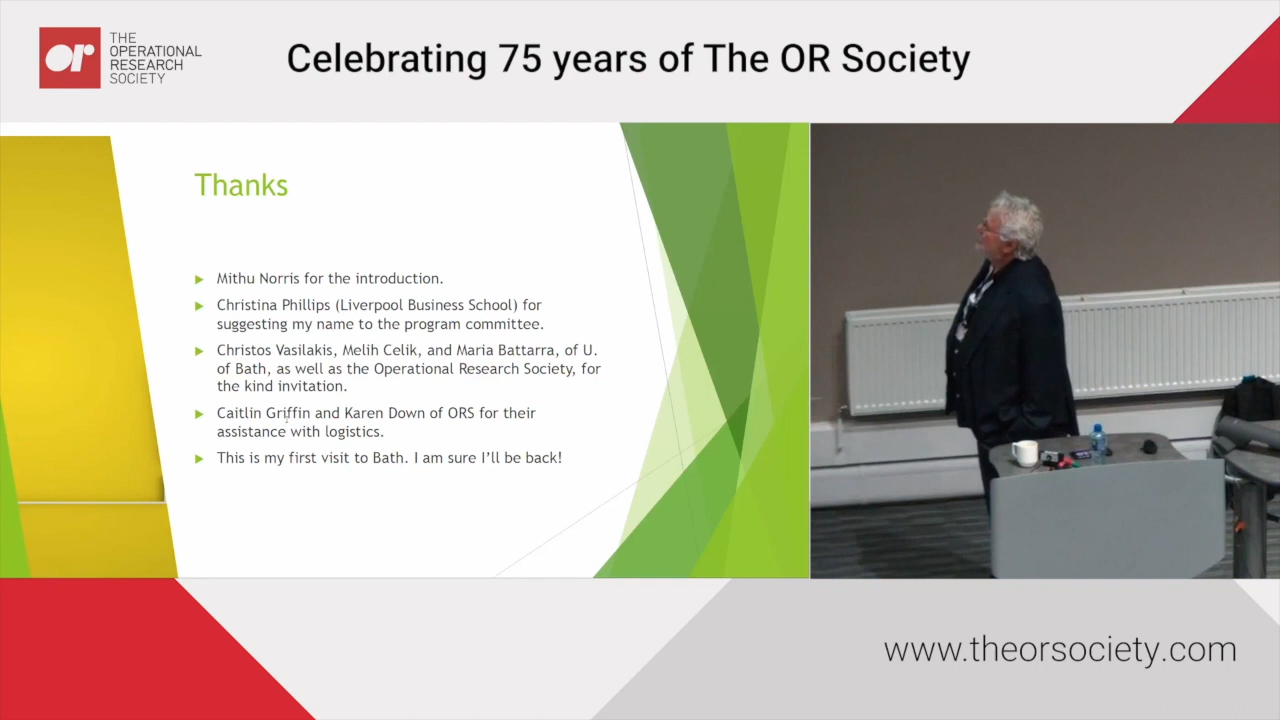 or
THE
OPERATIONAL
RESEARCH
SOCIETY
Celebrating 75 years of The OR Society
Thanks
Mithu Norris for the introduction.
Christina Phillips (Liverpool Business School) for
suggesting my name to the program committee.
Christos Vasilakis, Melih Celik, and Maria Battarra, of U.
of Bath, as well as the Operational Research Society, for
the kind invitation.
Caitlin Griffin and Karen Down of ORS for their
assistance with logistics.
This is my first visit to Bath. I am sure I’ll be back!
www.theorsociety.com